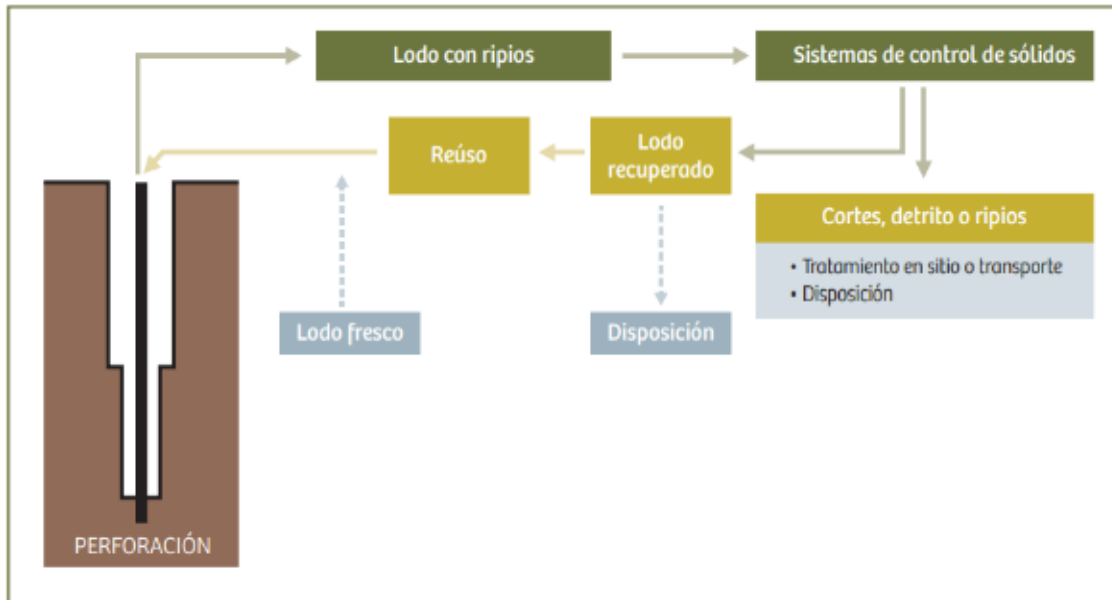 Lodo con ripios
Sistemas de control de sólidos
Reúso
Lodo
recuperado
Cortes, detrito o ripios
• Tratamiento en sitio o transporte
• Disposición
Lodo fresco
Disposición
PERFORACIÓN